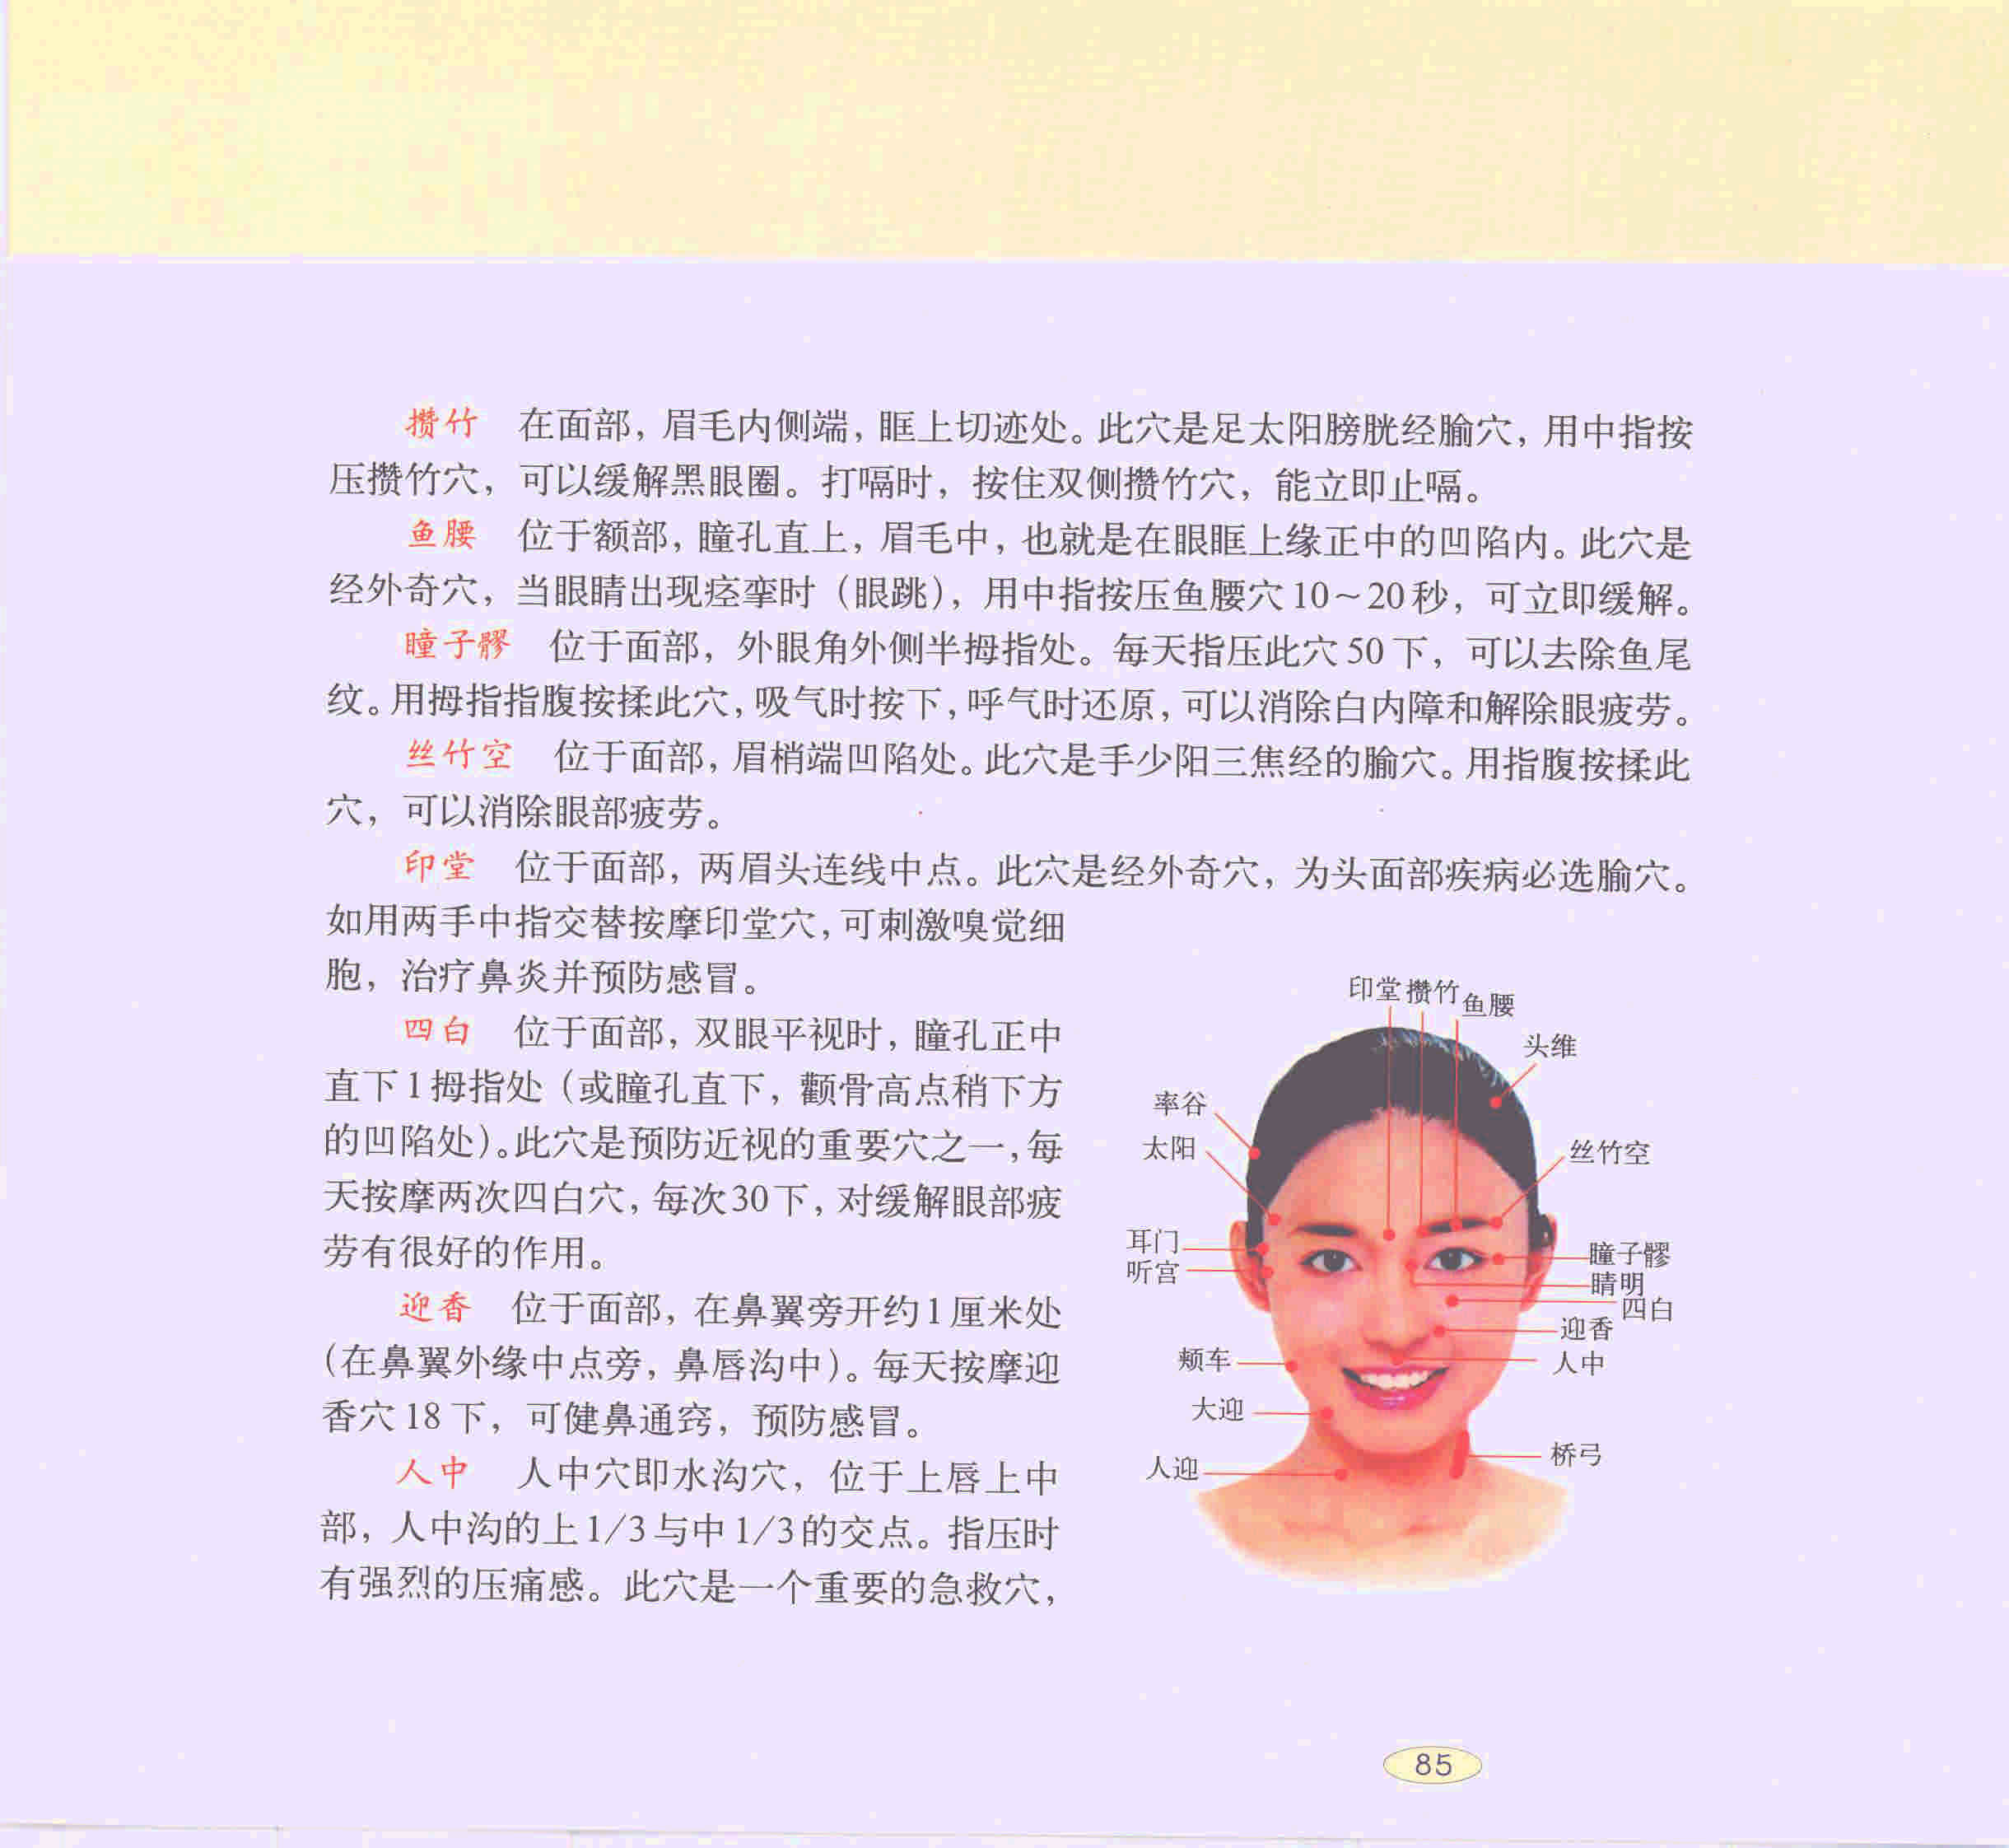 攒竹 在面部，眉毛内侧端，眶上切迹处。此穴是足太阳膀胱经腧穴，用中指按
压攒竹穴，可以缓解黑眼圈。打嗝时，按住双侧攒竹穴，能立即止嗝。
鱼腰 位于额部，瞳孔直上，眉毛中，也就是在眼眶上缘正中的凹陷内。此穴是
经外奇穴，当眼睛出现痉挛时（眼跳），用中指按压鱼腰穴10～20秒，可立即缓解。
瞳子髎 位于面部，外眼角外侧半拇指处。每天指压此穴50下，可以去除鱼尾
纹。用拇指指腹按揉此穴，吸气时按下，呼气时还原，可以消除白内障和解除眼疲劳。
丝竹空 位于面部，眉梢端凹陷处。此穴是手少阳三焦经的腧穴。用指腹按揉此
穴，可以消除眼部疲劳。
印堂 位于面部，两眉头连线中点。此穴是经外奇穴，为头面部疾病必选腧穴。
如用两手中指交替按摩印堂穴，可刺激嗅觉细
胞，治疗鼻炎并预防感冒。
四白 位于面部，双眼平视时，瞳孔正中
直下1拇指处（或瞳孔直下，颧骨高点稍下方
的凹陷处）。此穴是预防近视的重要穴之一，每
天按摩两次四白穴，每次30下，对缓解眼部疲
劳有很好的作用。
迎香 位于面部，在鼻翼旁开约1厘米处
（在鼻翼外缘中点旁，鼻唇沟中）。每天按摩迎
香穴18下，可健鼻通窍，预防感冒。
人中 人中穴即水沟穴，位于上唇上中
部，人中沟的上1/3与中1/3的交点。指压时
有强烈的压痛感。此穴是一个重要的急救穴，
印堂 攒竹 鱼腰
头维
率谷
太阳
丝竹空
耳门
听宫
瞳子髎
睛明
四白
迎香
人中
颊车
大迎
人迎
桥弓
85